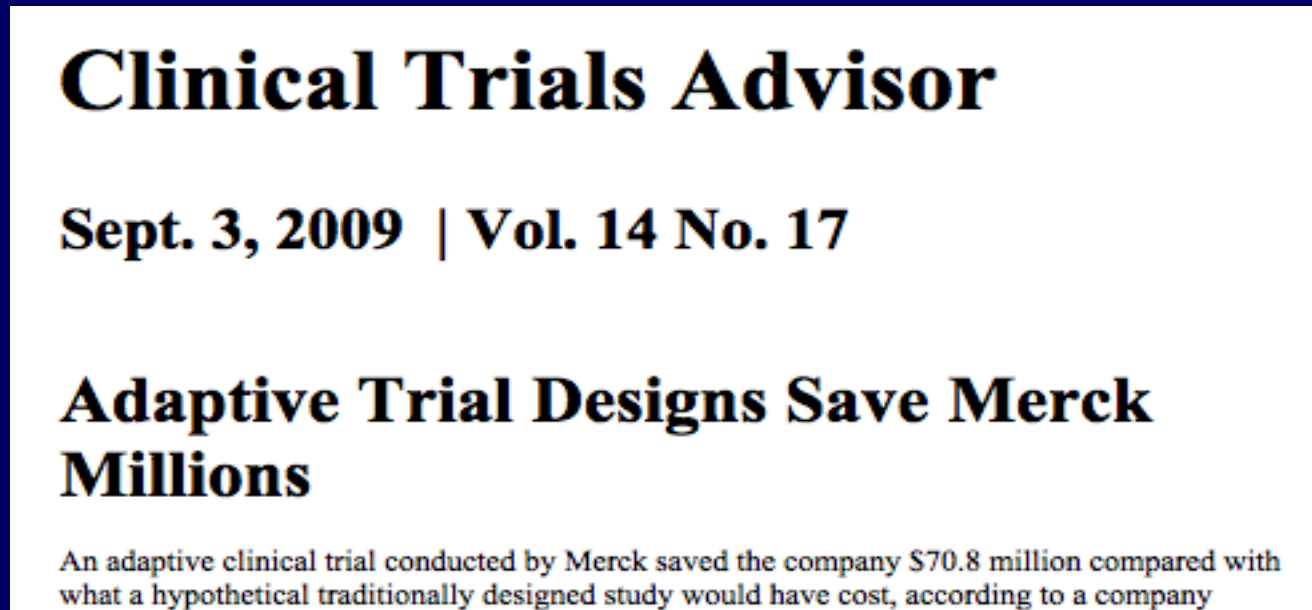 Clinical Trials Advisor
Sept. 3, 2009 | Vol. 14 No. 17
Adaptive Trial Designs Save Merck
Millions
An adaptive clinical trial conducted by Merck saved the company $70.8 million compared with
what a hypothetical traditionally designed study would have cost, according to a company